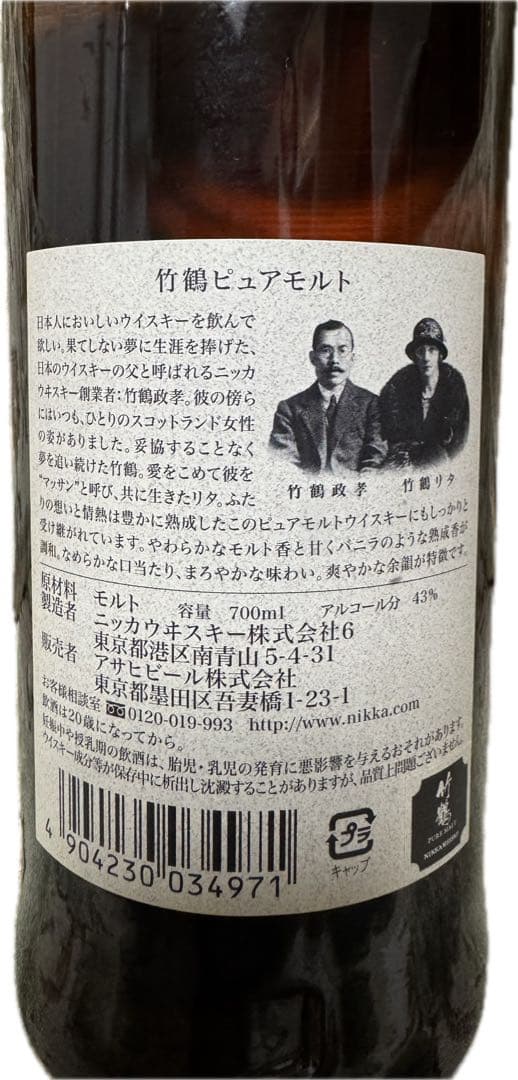 竹鶴ピュアモルト
日本人においしいウイスキーを飲んで
欲しい。果てしない夢に生涯を捧げた、
日本のウイスキーの父と呼ばれるニッカ
ウヰスキー創業者：竹鶴政孝。彼の傍ら
にはいつも、ひとりのスコットランド女性
の姿がありました。妥協することなく
夢を追い続けた竹鶴。愛をこめて彼を
“マッサン”と呼び、共に生きたリタ。ふた
りの想いと情熱は豊かに熟成したこのピュアモルトウイスキーにもしっかりと
受け継がれています。やわらかなモルト香と甘くバニラのような熟成香が
調和。なめらかな口当たり、まろやかな味わい。爽やかな余韻が特徴です。
竹鶴政孝 竹鶴リタ
原材料 モルト 容量 700ml アルコール分 43%
製造者 ニッカウヰスキー株式会社6
東京都港区南青山5-4-31
販売者 アサヒビール株式会社
東京都墨田区吾妻橋1-23-1
お客様相談室 0120-019-993 http://www.nikka.com
飲酒は20歳になってから。
妊娠中や授乳期の飲酒は、胎児・乳児の発育に悪影響を与えるおそれがあります。
ウイスキー成分等が保存中に析出し沈澱することがありますが、品質上問題ございません。
4 904230 034971
プラ
キャップ
竹鶴
PURE MALT